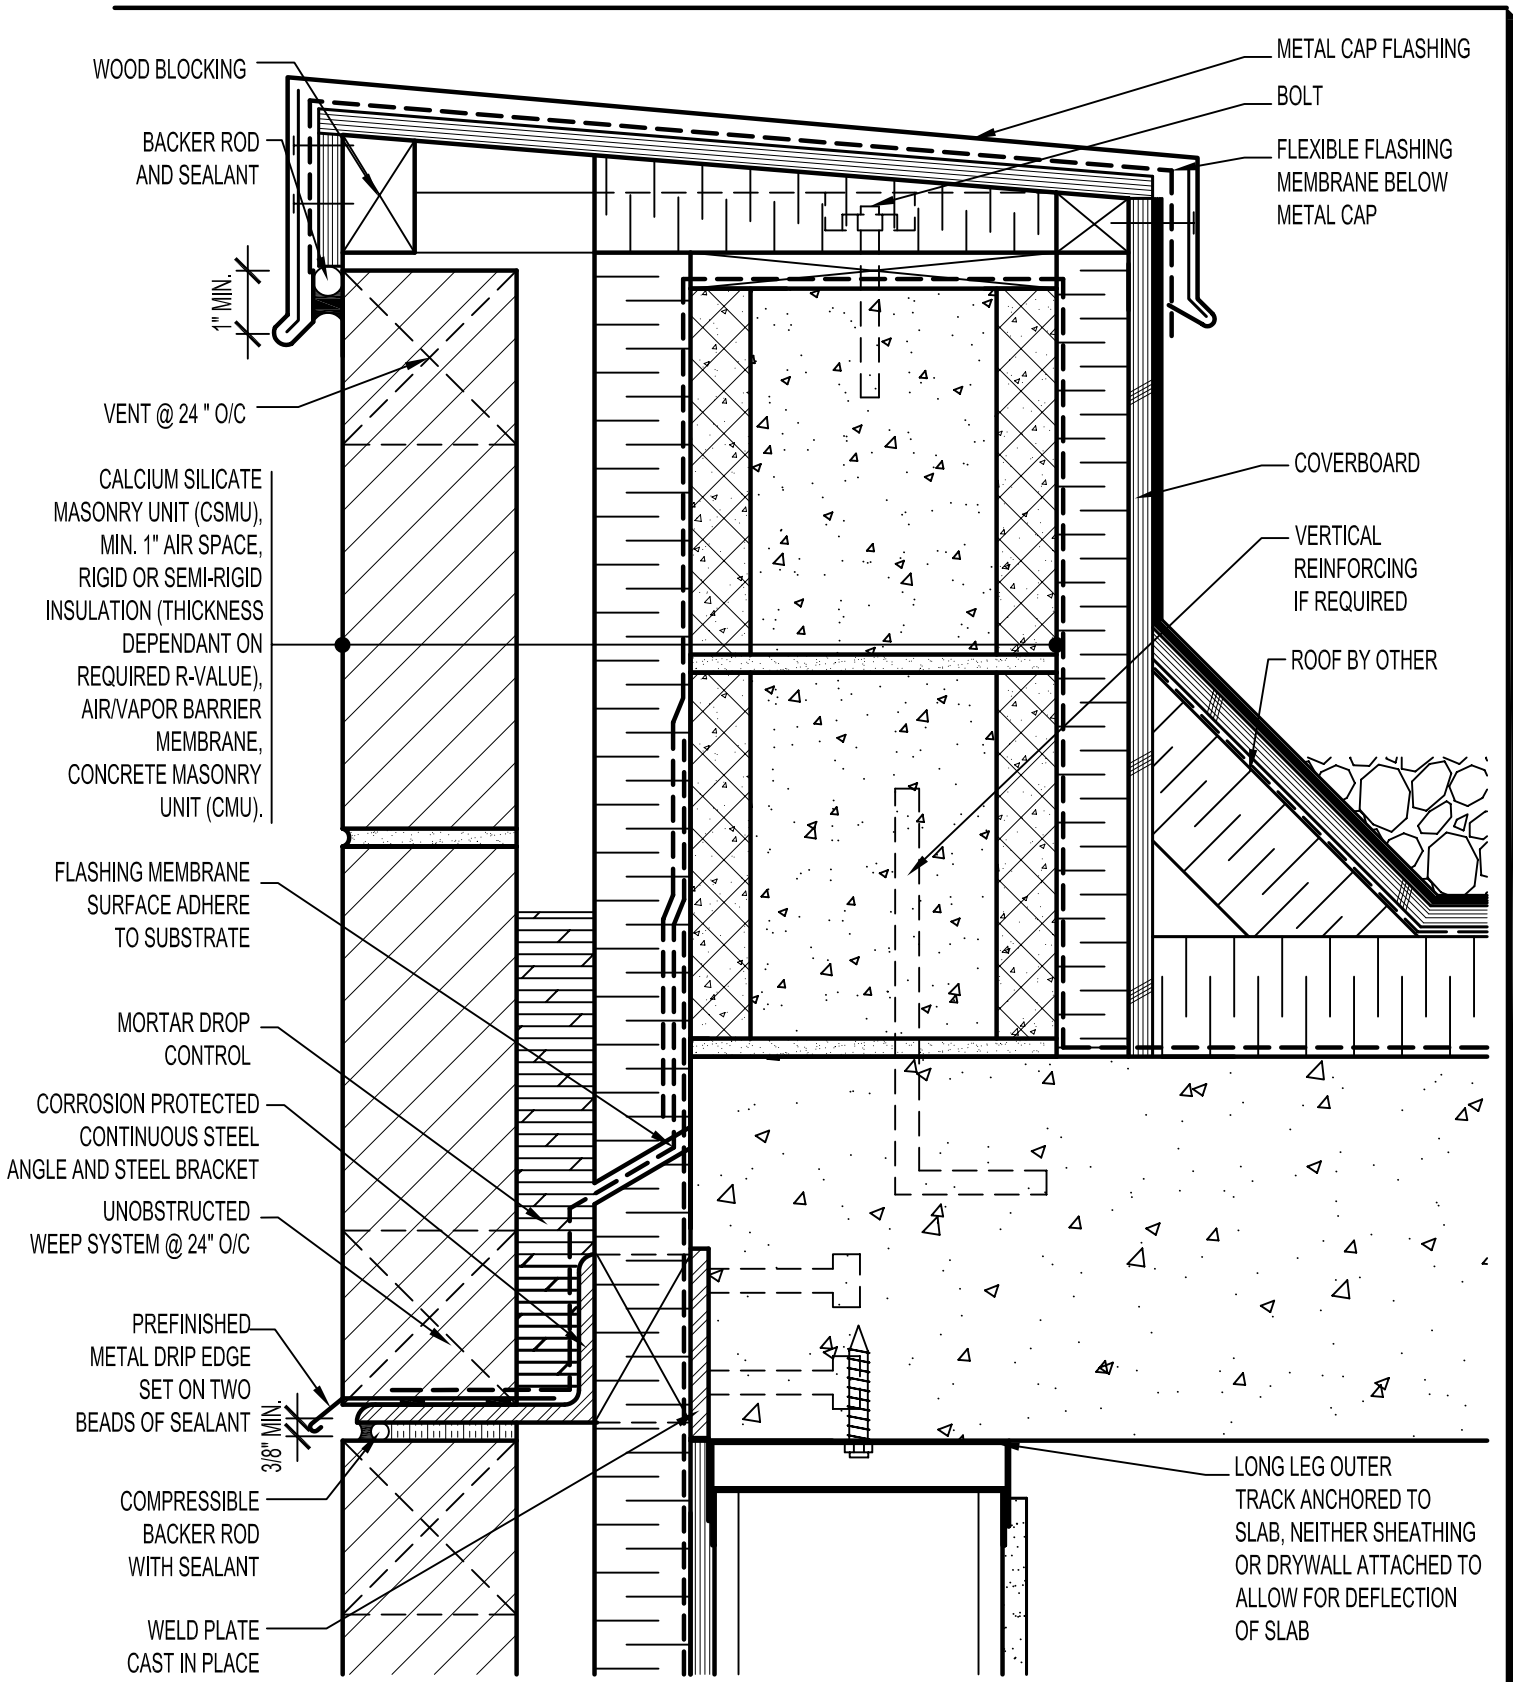 WOOD BLOCKING
BACKER ROD
AND SEALANT
1" MIN.
VENT @ 24 " O/C
CALCIUM SILICATE
MASONRY UNIT (CSMU),
MIN. 1" AIR SPACE,
RIGID OR SEMI-RIGID
INSULATION (THICKNESS
DEPENDANT ON
REQUIRED R-VALUE),
AIR/VAPOR BARRIER
MEMBRANE,
CONCRETE MASONRY
UNIT (CMU).
FLASHING MEMBRANE
SURFACE ADHERE
TO SUBSTRATE
MORTAR DROP
CONTROL
CORROSION PROTECTED
CONTINUOUS STEEL
ANGLE AND STEEL BRACKET
UNOBSTRUCTED
WEEP SYSTEM @ 24" O/C
PREFINISHED
METAL DRIP EDGE
SET ON TWO
BEADS OF SEALANT
3/8" MIN.
COMPRESSIBLE
BACKER ROD
WITH SEALANT
WELD PLATE
CAST IN PLACE
METAL CAP FLASHING
BOLT
FLEXIBLE FLASHING
MEMBRANE BELOW
METAL CAP
COVERBOARD
VERTICAL
REINFORCING
IF REQUIRED
ROOF BY OTHER
LONG LEG OUTER
TRACK ANCHORED TO
SLAB, NEITHER SHEATHING
OR DRYWALL ATTACHED TO
ALLOW FOR DEFLECTION
OF SLAB